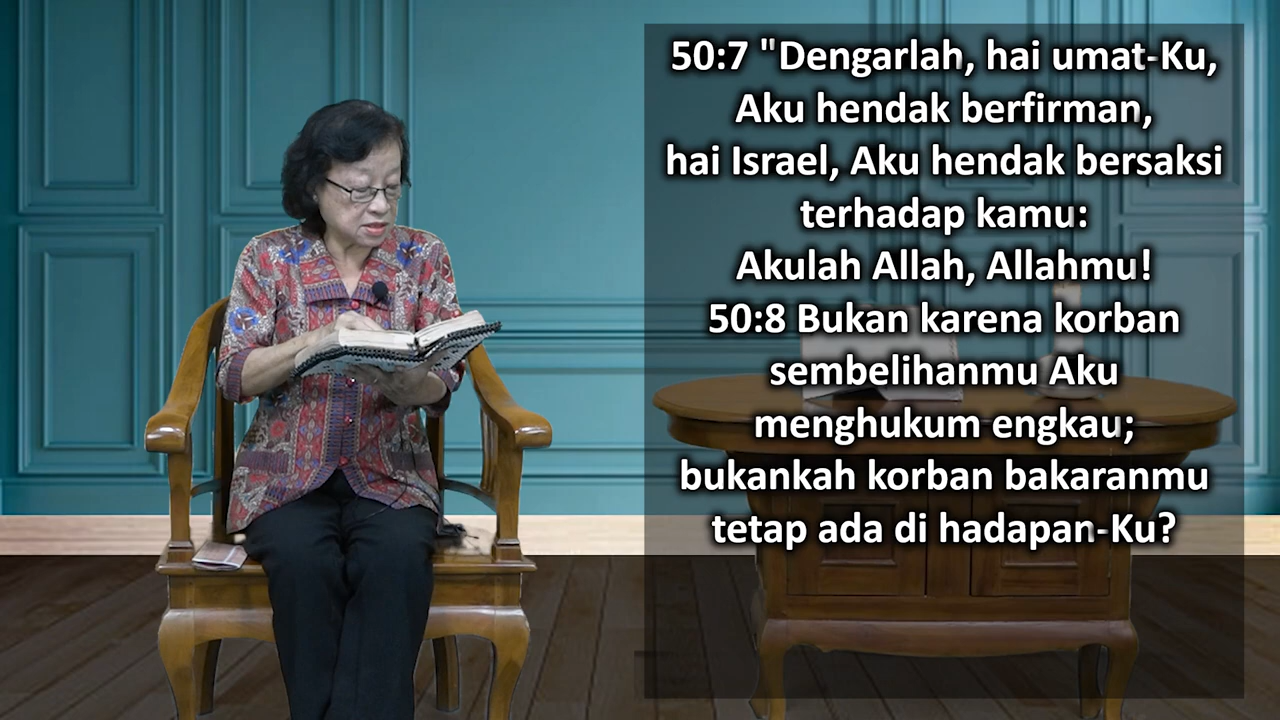 50:7 "Dengarlah, hai umat-Ku,
Aku hendak berfirman,
hai Israel, Aku hendak bersaksi
terhadap kamu:
Akulah Allah, Allahmu!
50:8 Bukan karena korban
sembelihanmu Aku
menghukum engkau;
bukankah korban bakaranmu
tetap ada di hadapan-Ku?